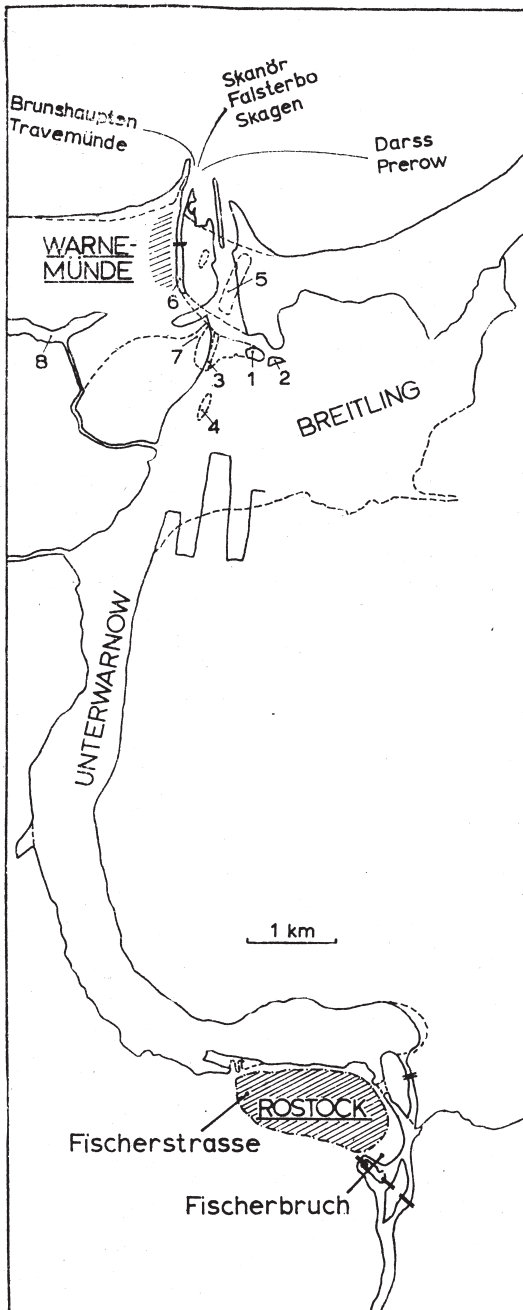 Skanör
Falsterbo
Skagen
Brunshaupten
Travemünde
Darss
Prerow
WARNE-
MÜNDE
5
6
8
7
3
1
2
4
BREITLING
UNTERWARNOW
1 km
ROSTOCK
Fischerstrasse
Fischerbruch